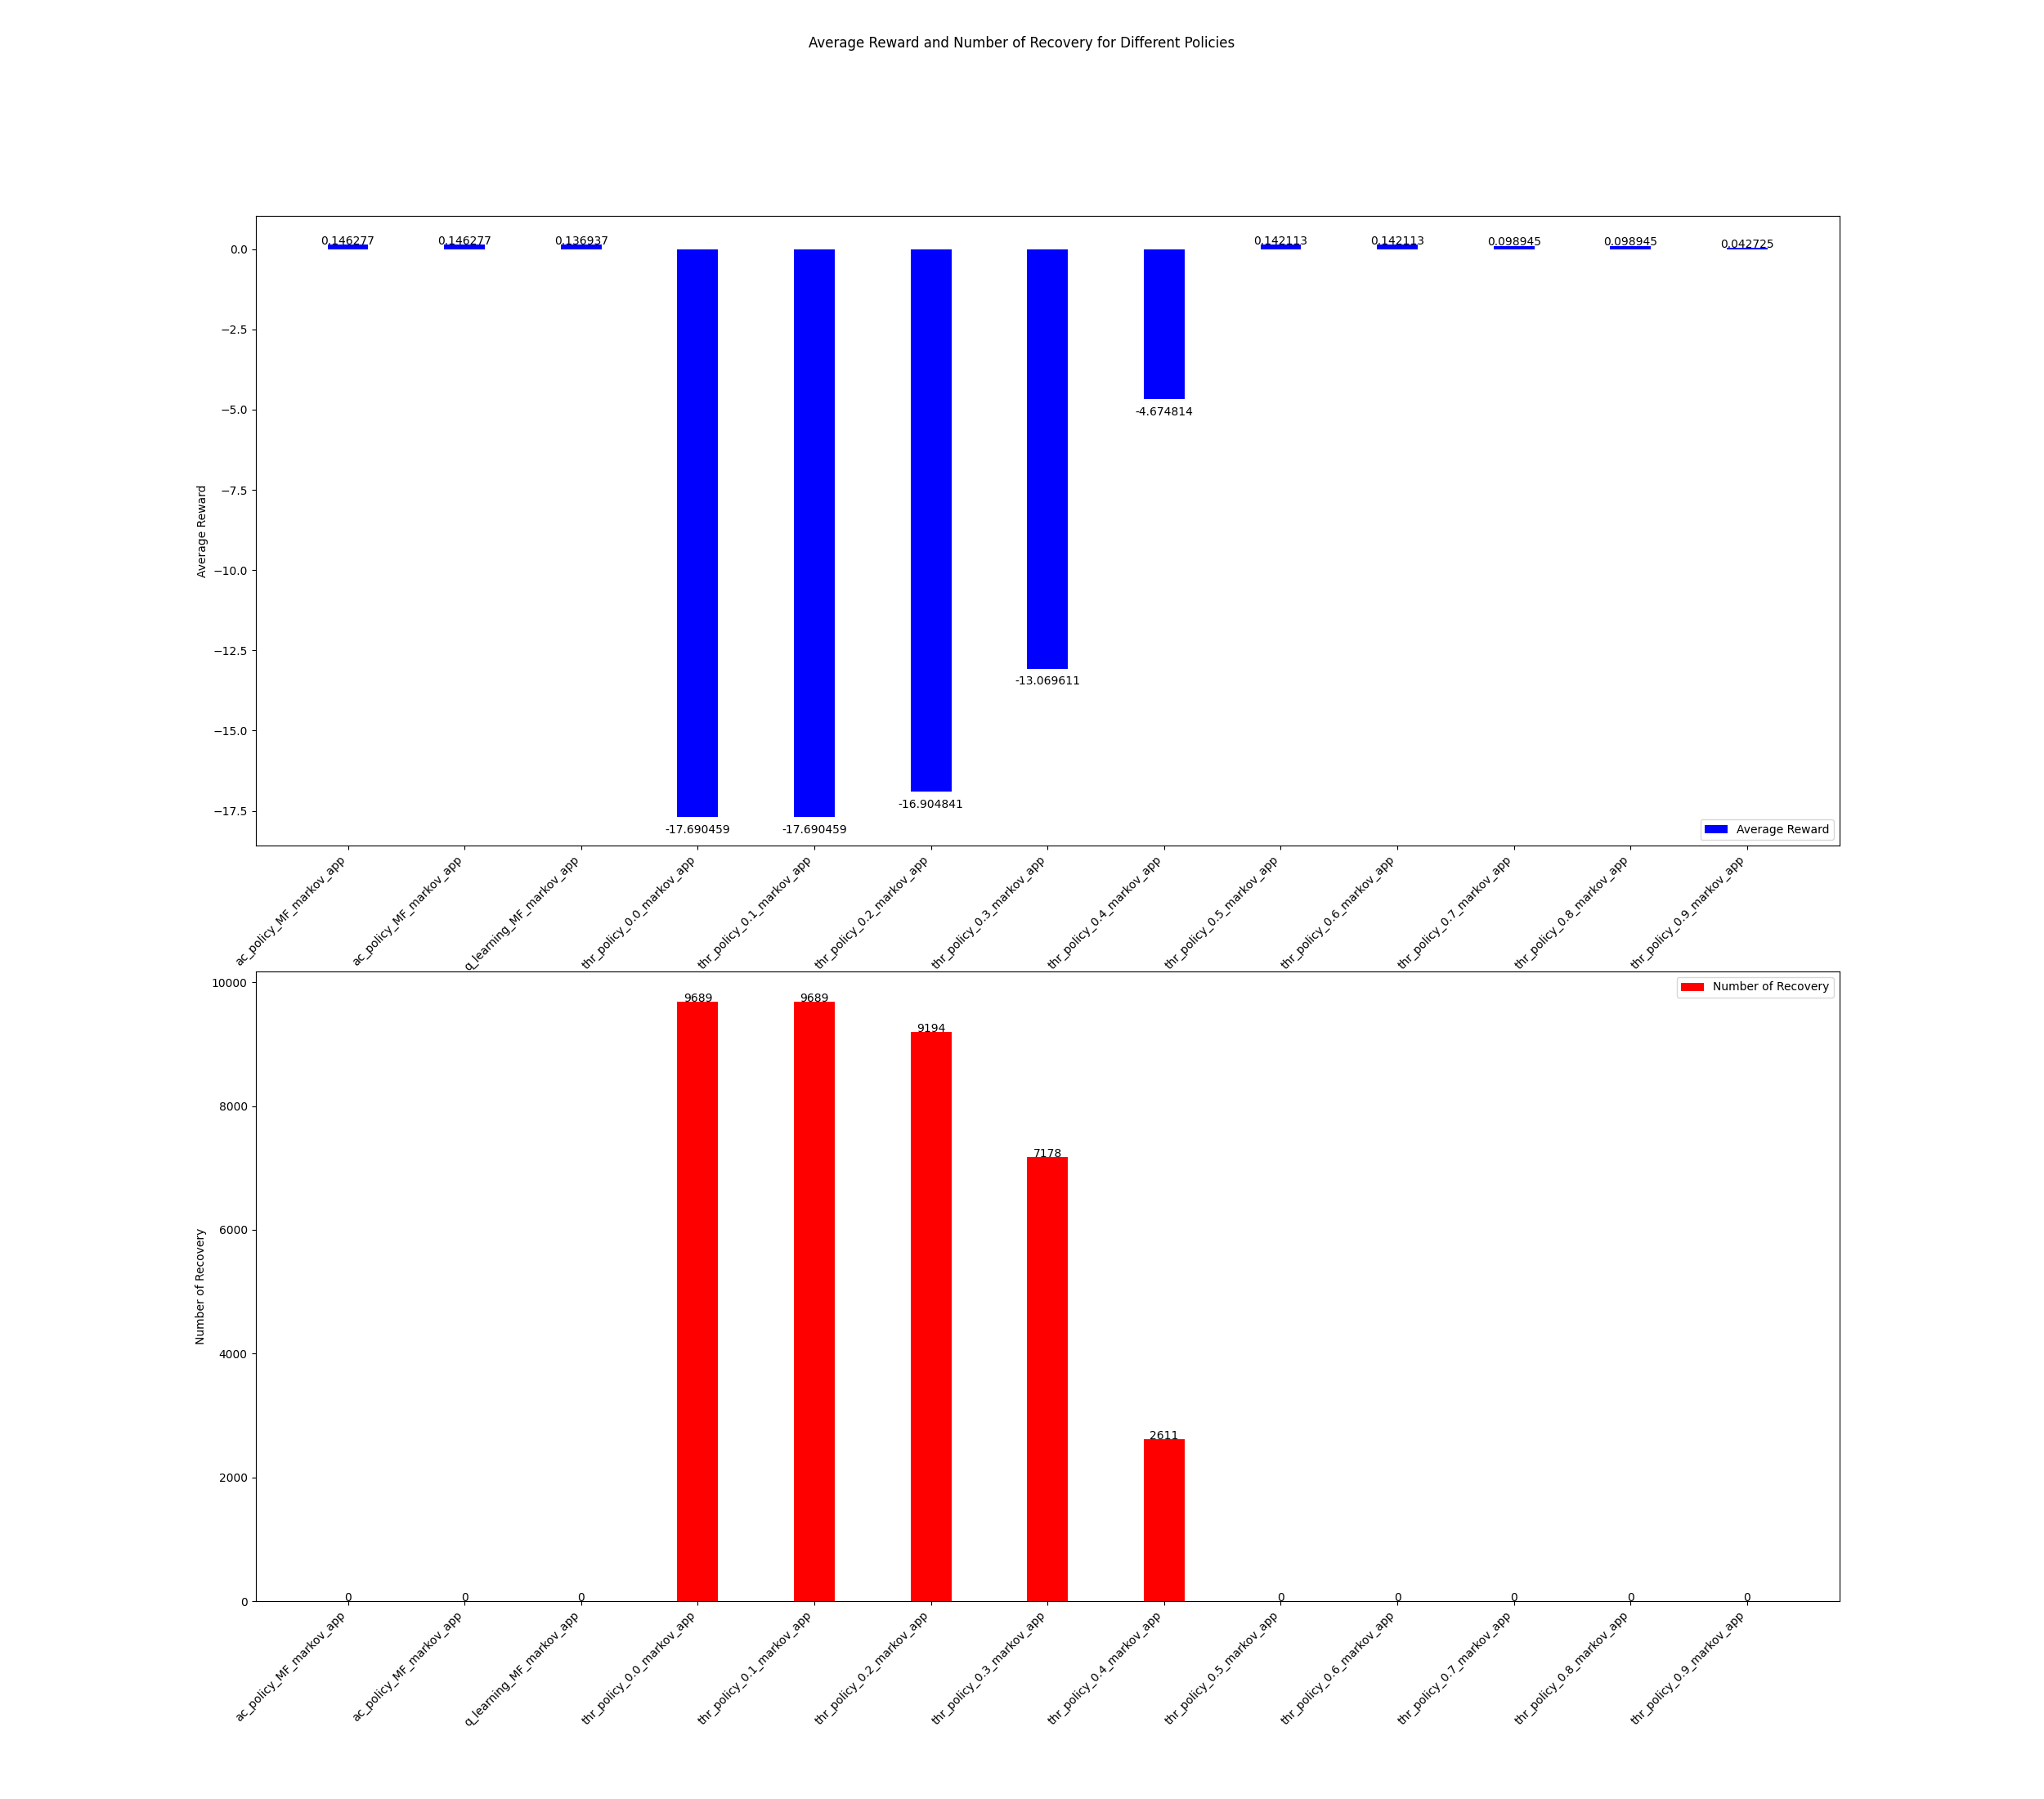 Average Reward and Number of Recovery for Different Policies
0.146277 0.146277 0.136937 0.142113 0.142113 0.098945 0.098945 0.042725
0.0
−2.5
−5.0
-4.674814
−7.5
Average Reward
−10.0
−12.5
-13.069611
−15.0
-16.904841
−17.5
-17.690459 -17.690459
Average Reward
ac_policy_MF_markov_app
ac_policy_MF_markov_app
q_learning_MF_markov_app
thr_policy_0.0_markov_app
thr_policy_0.1_markov_app
thr_policy_0.2_markov_app
thr_policy_0.3_markov_app
thr_policy_0.4_markov_app
thr_policy_0.5_markov_app
thr_policy_0.6_markov_app
thr_policy_0.7_markov_app
thr_policy_0.8_markov_app
thr_policy_0.9_markov_app
10000
Number of Recovery
9689 9689
9194
8000
7178
6000
Number of Recovery
4000
2611
2000
0
0 0 0 0 0 0 0 0
ac_policy_MF_markov_app
ac_policy_MF_markov_app
q_learning_MF_markov_app
thr_policy_0.0_markov_app
thr_policy_0.1_markov_app
thr_policy_0.2_markov_app
thr_policy_0.3_markov_app
thr_policy_0.4_markov_app
thr_policy_0.5_markov_app
thr_policy_0.6_markov_app
thr_policy_0.7_markov_app
thr_policy_0.8_markov_app
thr_policy_0.9_markov_app